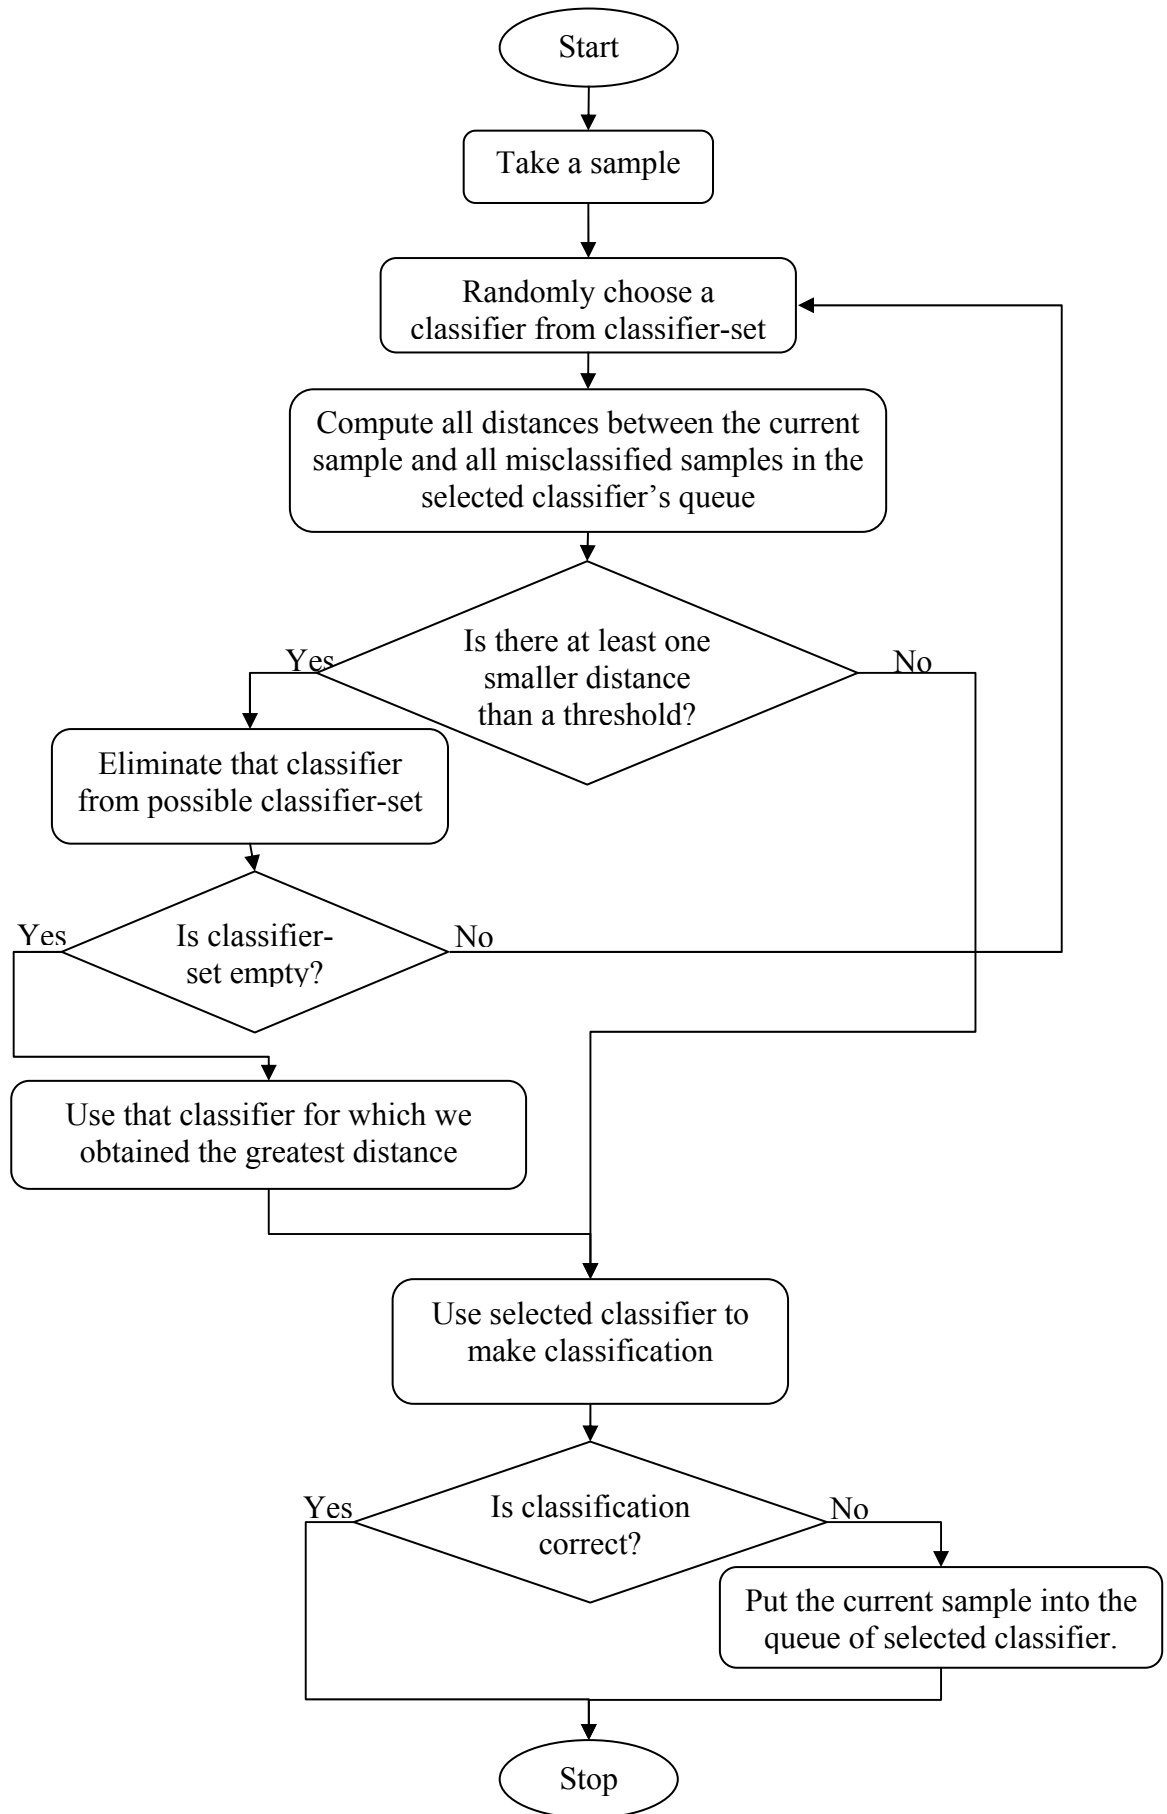 Start
Take a sample
Randomly choose a
classifier from classifier-set
Compute all distances between the current
sample and all misclassified samples in the
selected classifier’s queue
Is there at least one
smaller distance
than a threshold?
Yes
No
Eliminate that classifier
from possible classifier-set
Is classifier-
set empty?
Yes
No
Use that classifier for which we
obtained the greatest distance
Use selected classifier to
make classification
Is classification
correct?
Yes
No
Put the current sample into the
queue of selected classifier.
Stop